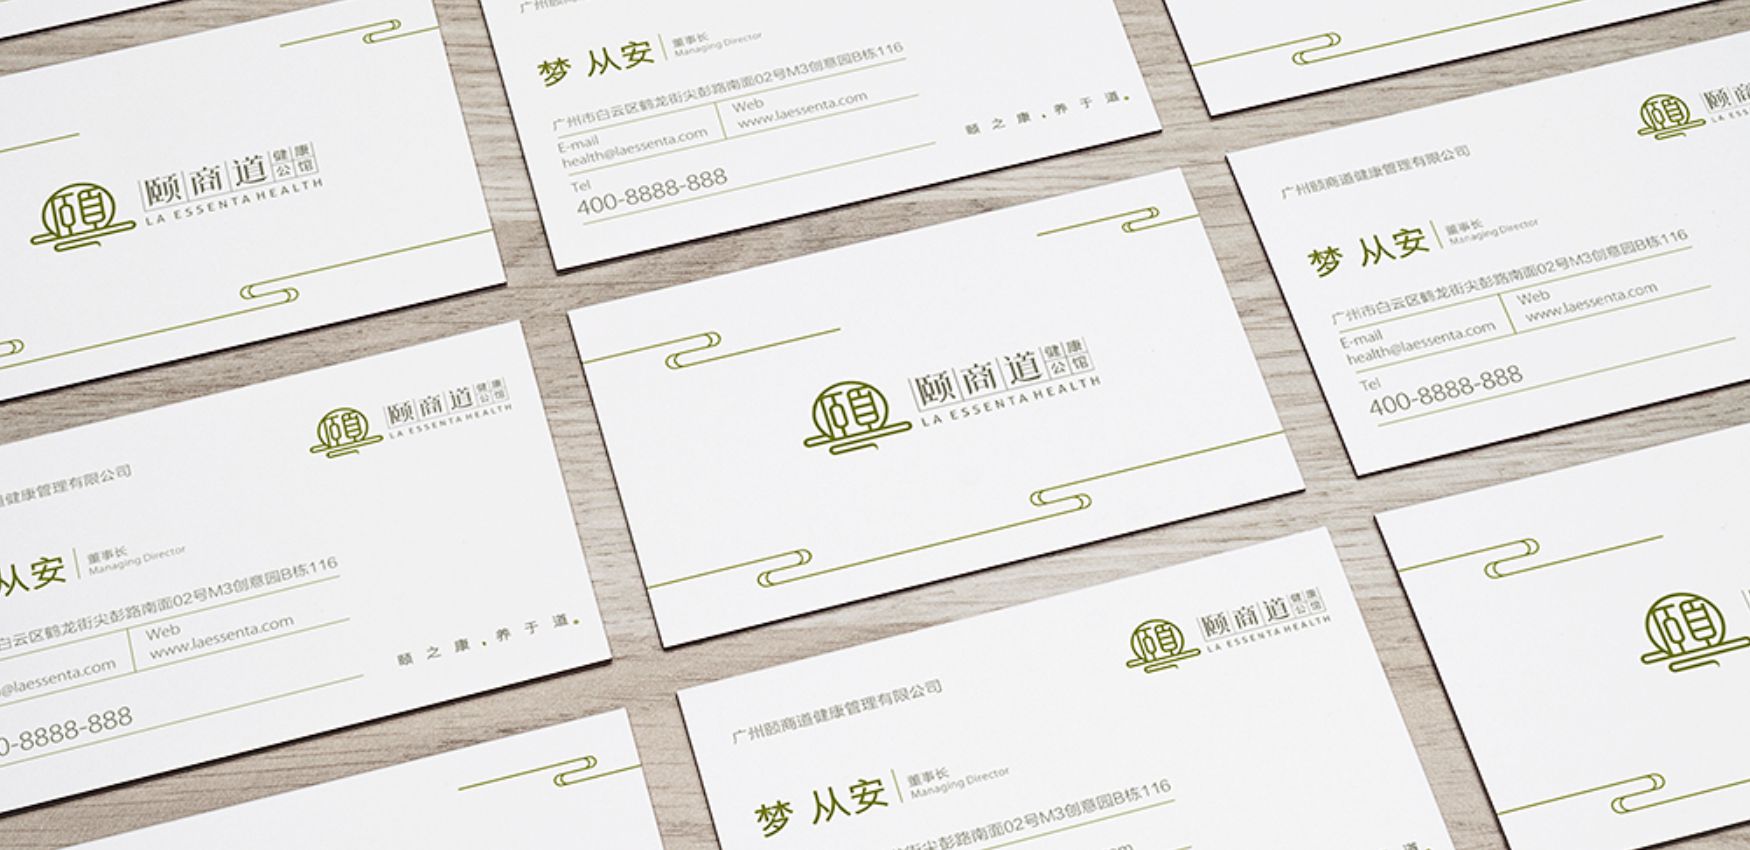 梦 从安 董事长
Managing Director
广州市白云区鹤龙街尖彭路南面02号M3创意园B栋116
E-mail
health@laessenta.com
Web
www.laessenta.com
Tel
400-8888-888
颐之康，养于道。
颐商道 健康公馆
LA ESSENTA HEALTH
颐商道 健康公馆
LA ESSENTA HEALTH
广州颐商道健康管理有限公司
梦 从安 董事长
Managing Director
广州市白云区鹤龙街尖彭路南面02号M3创意园B栋116
E-mail
health@laessenta.com
Web
www.laessenta.com
Tel
400-8888-888
颐商道 健康公馆
LA ESSENTA HEALTH
健康管理有限公司
从安 董事长
Managing Director
白云区鹤龙街尖彭路南面02号M3创意园B栋116
@laessenta.com
Web
www.laessenta.com
0-8888-888
颐之康，养于道。
颐商道 健康公馆
LA ESSENTA HEALTH
广州颐商道健康管理有限公司
梦 从安 董事长
Managing Director
街尖彭路南面02号M3创意园B栋116